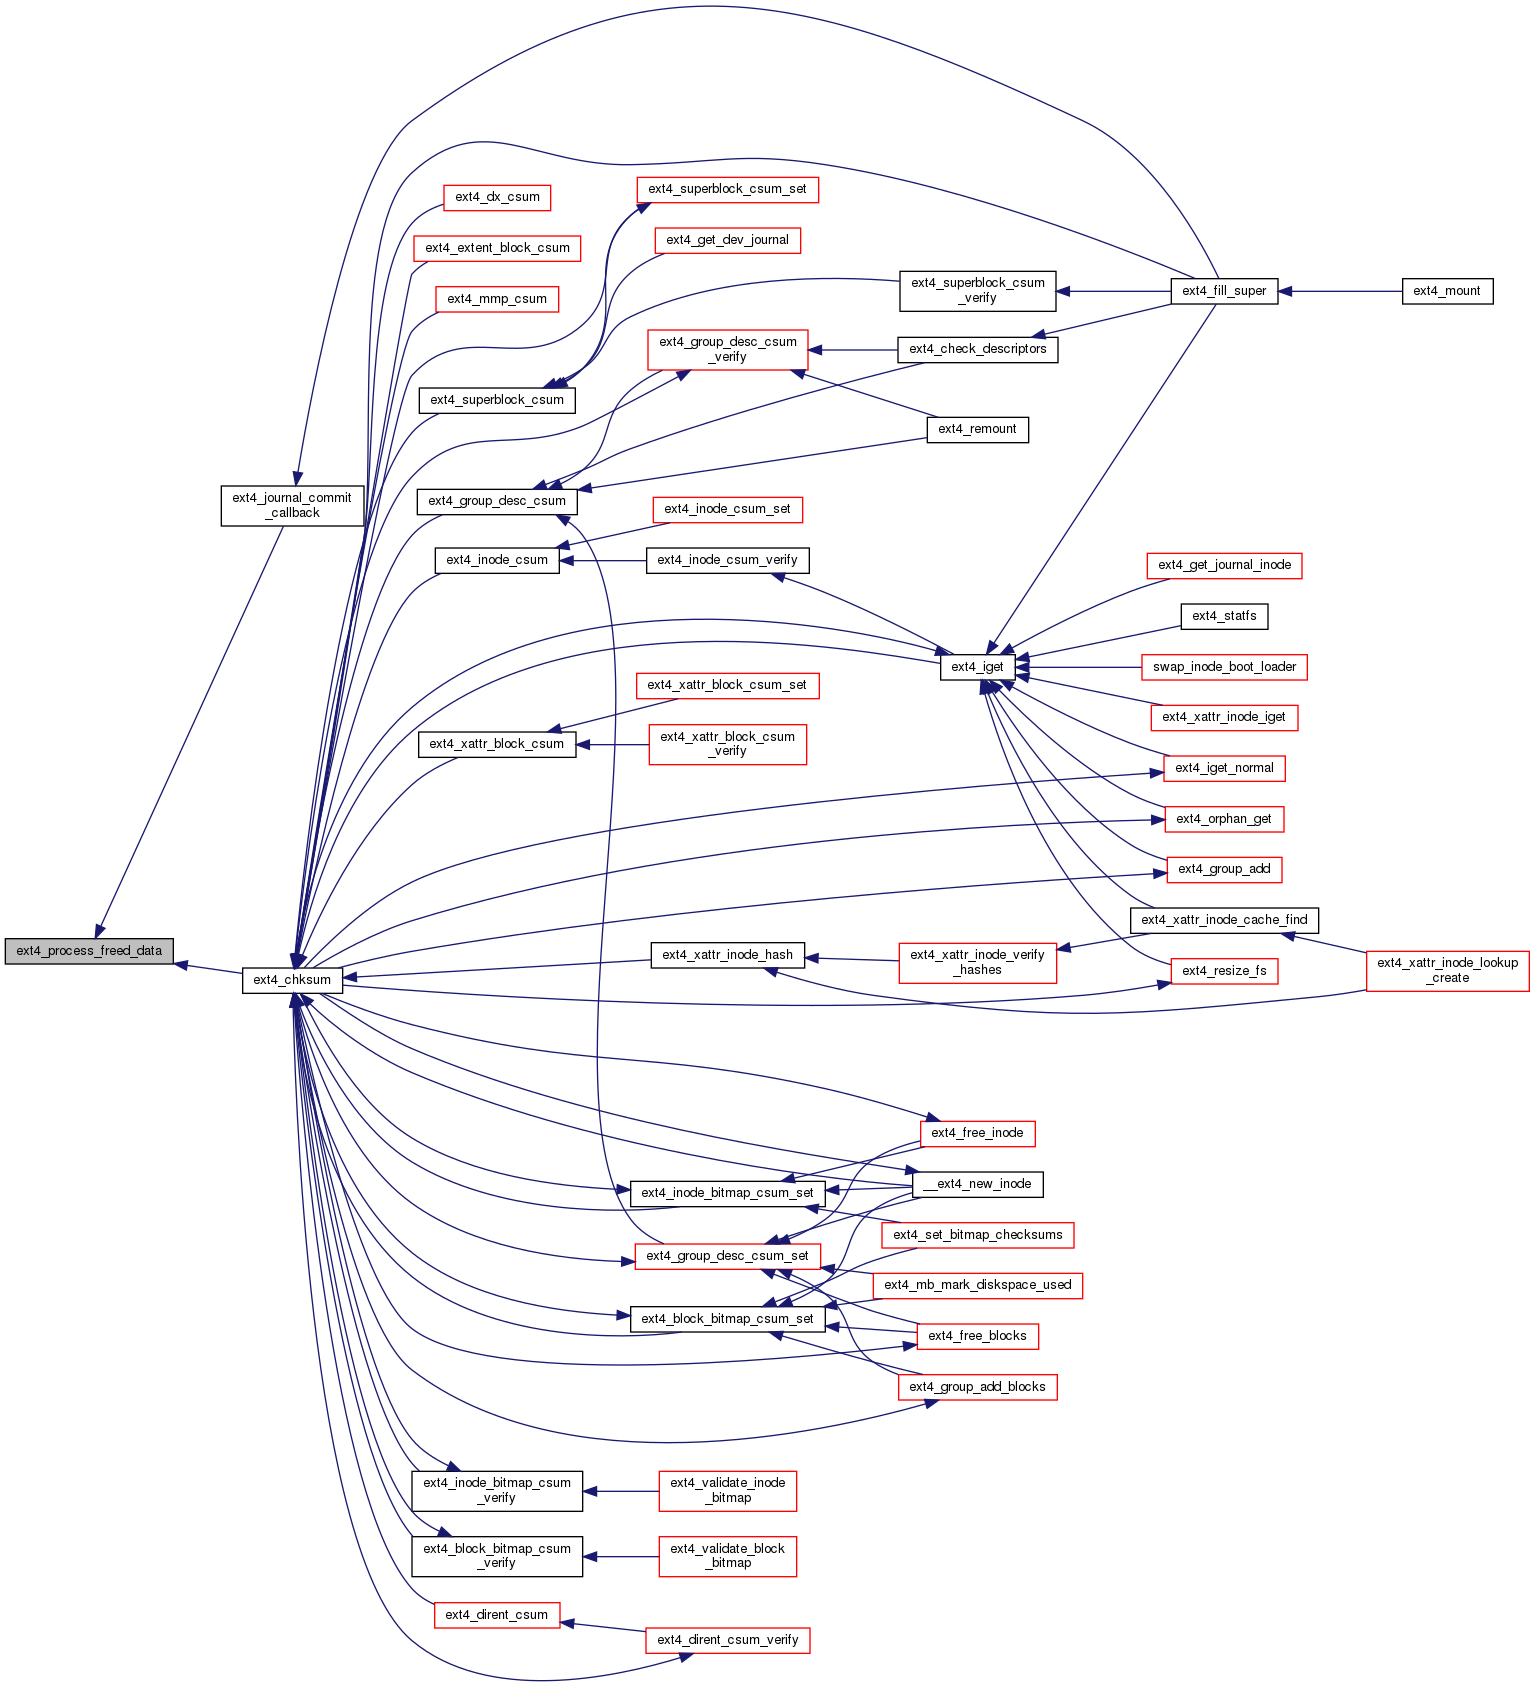 ext4_dx_csum
ext4_superblock_csum_set
ext4_extent_block_csum
ext4_get_dev_journal
ext4_mmp_csum
ext4_superblock_csum
_verify
ext4_fill_super
ext4_mount
ext4_group_desc_csum
_verify
ext4_check_descriptors
ext4_superblock_csum
ext4_remount
ext4_journal_commit
_callback
ext4_group_desc_csum
ext4_inode_csum_set
ext4_inode_csum
ext4_inode_csum_verify
ext4_get_journal_inode
ext4_statfs
ext4_iget
swap_inode_boot_loader
ext4_xattr_block_csum_set
ext4_xattr_inode_iget
ext4_xattr_block_csum
ext4_xattr_block_csum
_verify
ext4_iget_normal
ext4_orphan_get
ext4_group_add
ext4_xattr_inode_cache_find
ext4_process_freed_data
ext4_chksum
ext4_xattr_inode_hash
ext4_xattr_inode_verify
_hashes
ext4_resize_fs
ext4_xattr_inode_lookup
_create
ext4_free_inode
ext4_inode_bitmap_csum_set
__ext4_new_inode
ext4_set_bitmap_checksums
ext4_group_desc_csum_set
ext4_mb_mark_diskspace_used
ext4_block_bitmap_csum_set
ext4_free_blocks
ext4_group_add_blocks
ext4_inode_bitmap_csum
_verify
ext4_validate_inode
_bitmap
ext4_block_bitmap_csum
_verify
ext4_validate_block
_bitmap
ext4_dirent_csum
ext4_dirent_csum_verify